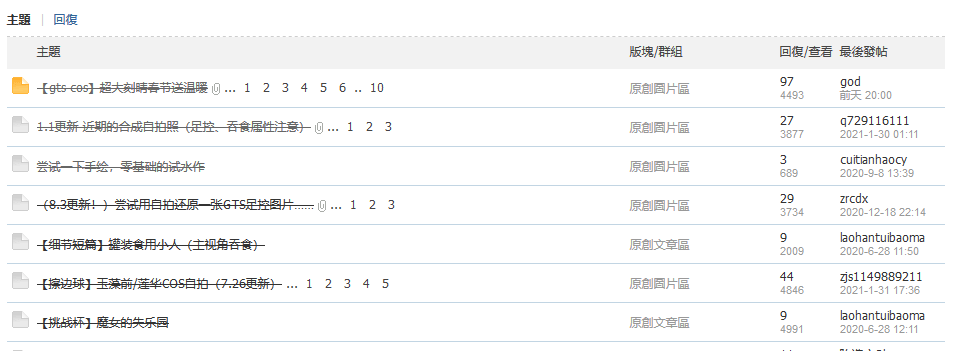 主題 | 回復
主題 版塊/群組 回復/查看 最後發帖
【gts cos】超大刻晴春节送温暖 ... 1 2 3 4 5 6 .. 10 原創圖片區 97 god
4493 前天 20:00
1.1更新 近期的合成自拍照（足控、吞食属性注意） ... 1 2 3 原創圖片區 27 q729116111
3877 2021-1-30 01:11
尝试一下手绘，零基础的试水作 原創圖片區 3 cuitianhaocy
689 2020-9-8 13:39
（8.3更新！）尝试用自拍还原一张GTS足控图片...... ... 1 2 3 原創圖片區 29 zrcdx
3734 2020-12-18 22:14
【细节短篇】罐装食用小人（主视角吞食） 原創文章區 9 laohantuibaoma
2009 2020-6-28 11:50
【擦边球】玉藻前/莲华COS自拍（7.26更新） ... 1 2 3 4 5 原創圖片區 44 zjs1149889211
4846 2021-1-31 17:36
【挑战杯】魔女的失乐园 原創文章區 9 laohantuibaoma
4991 2020-6-28 12:11